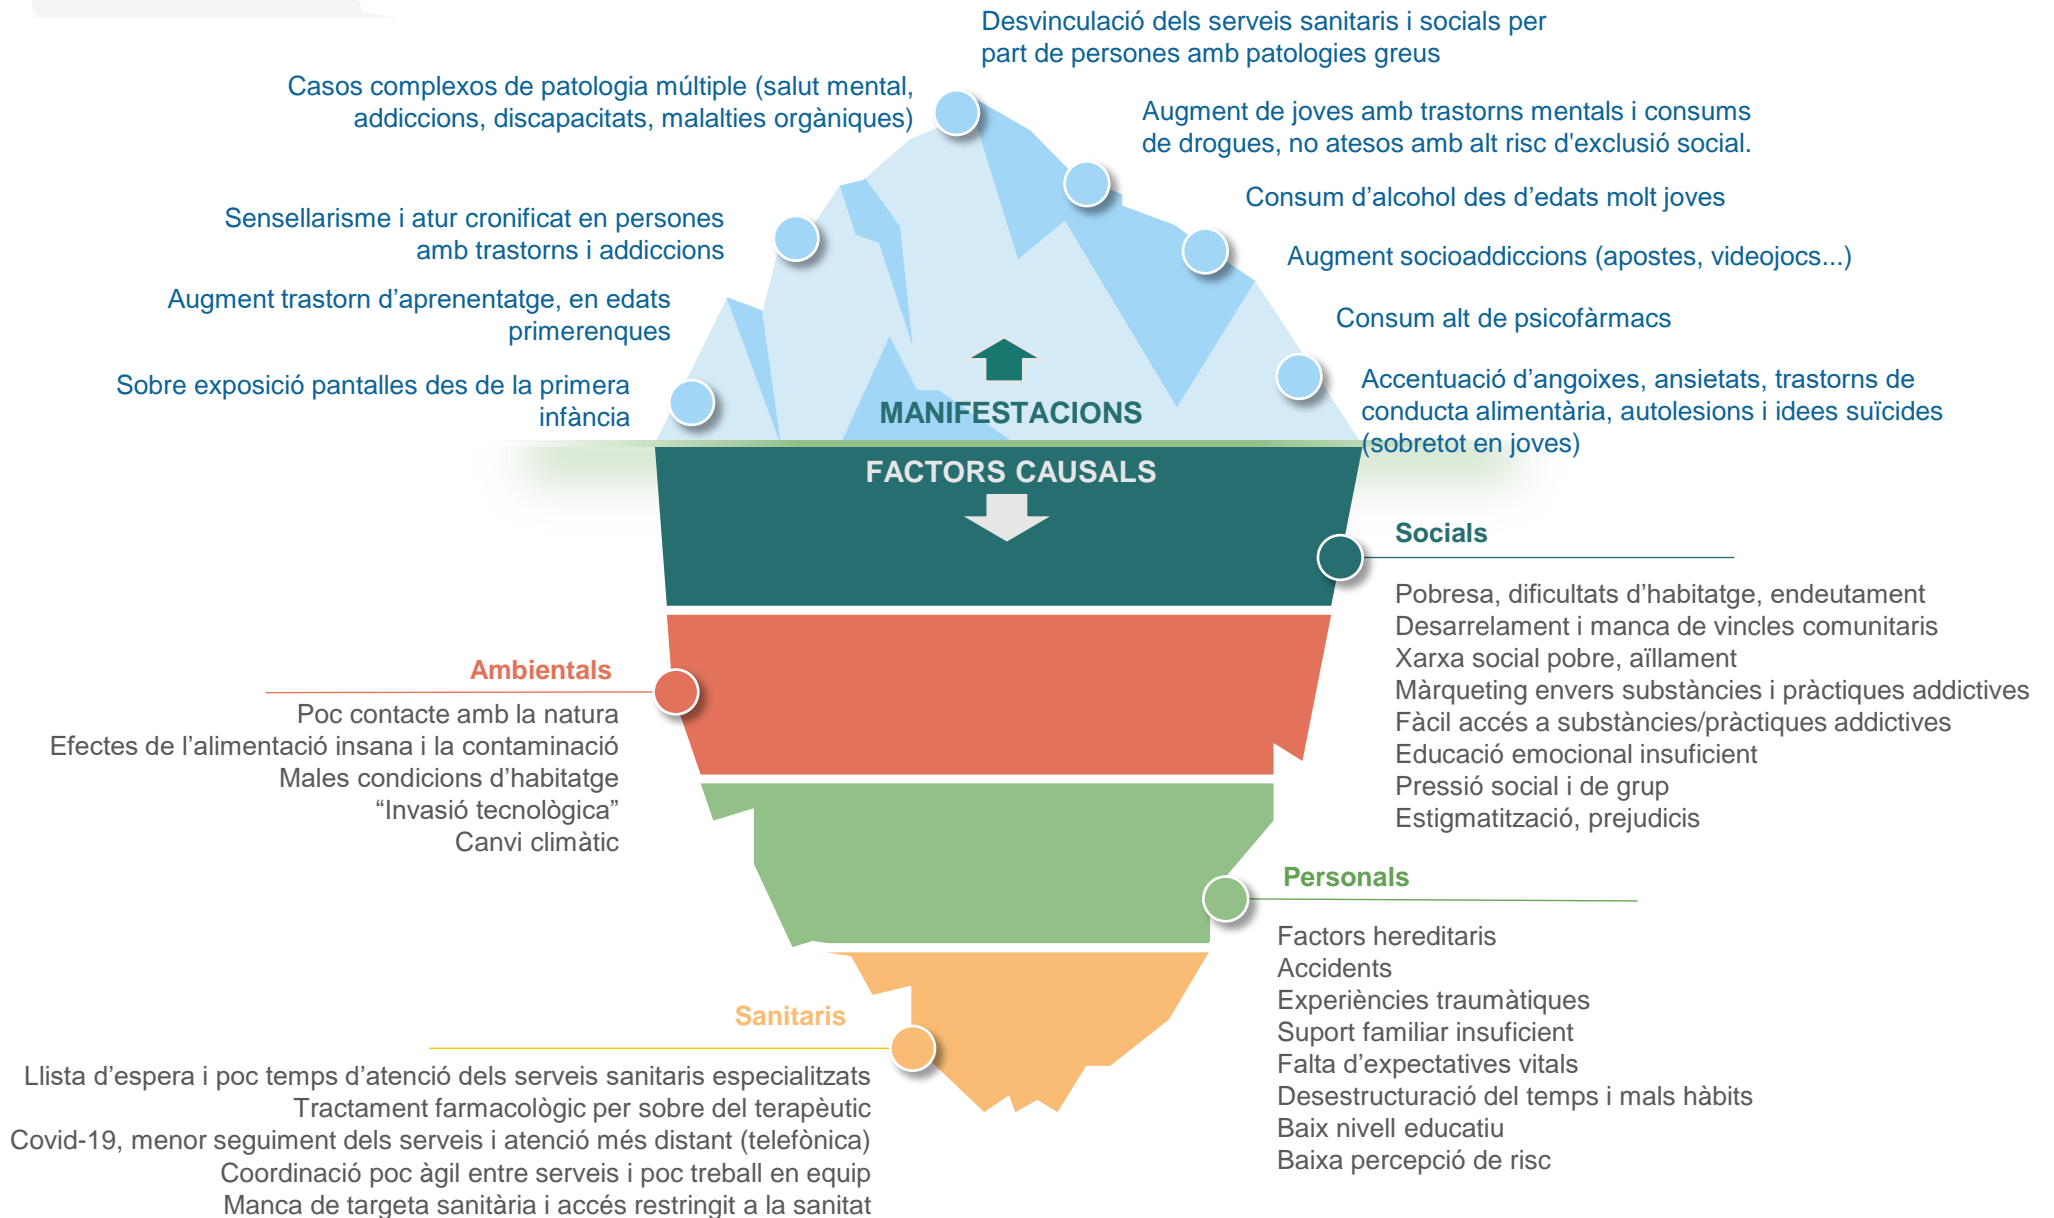 Desvinculació dels serveis sanitaris i socials per
part de persones amb patologies greus
Casos complexos de patologia múltiple (salut mental,
addiccions, discapacitats, malalties orgàniques)
Augment de joves amb trastorns mentals i consums
de drogues, no atesos amb alt risc d'exclusió social.
Consum d’alcohol des d’edats molt joves
Sensellarisme i atur cronificat en persones
amb trastorns i addiccions
Augment socioaddiccions (apostes, videojocs...)
Augment trastorn d’aprenentatge, en edats
primerenques
Consum alt de psicofàrmacs
Sobre exposició pantalles des de la primera
infància
Accentuació d’angoixes, ansietats, trastorns de
conducta alimentària, autolesions i idees suïcides
(sobretot en joves)
MANIFESTACIONS
FACTORS CAUSALS
Socials
Pobresa, dificultats d’habitatge, endeutament
Desarrelament i manca de vincles comunitaris
Xarxa social pobre, aïllament
Màrqueting envers substàncies i pràctiques addictives
Fàcil accés a substàncies/pràctiques addictives
Educació emocional insuficient
Pressió social i de grup
Estigmatització, prejudicis
Ambientals
Poc contacte amb la natura
Efectes de l’alimentació insana i la contaminació
Males condicions d’habitatge
“Invasió tecnològica”
Canvi climàtic
Personals
Factors hereditaris
Accidents
Experiències traumàtiques
Suport familiar insuficient
Falta d’expectatives vitals
Desestructuració del temps i mals hàbits
Baix nivell educatiu
Baixa percepció de risc
Sanitaris
Llista d’espera i poc temps d’atenció dels serveis sanitaris especialitzats
Tractament farmacològic per sobre del terapèutic
Covid-19, menor seguiment dels serveis i atenció més distant (telefònica)
Coordinació poc àgil entre serveis i poc treball en equip
Manca de targeta sanitària i accés restringit a la sanitat